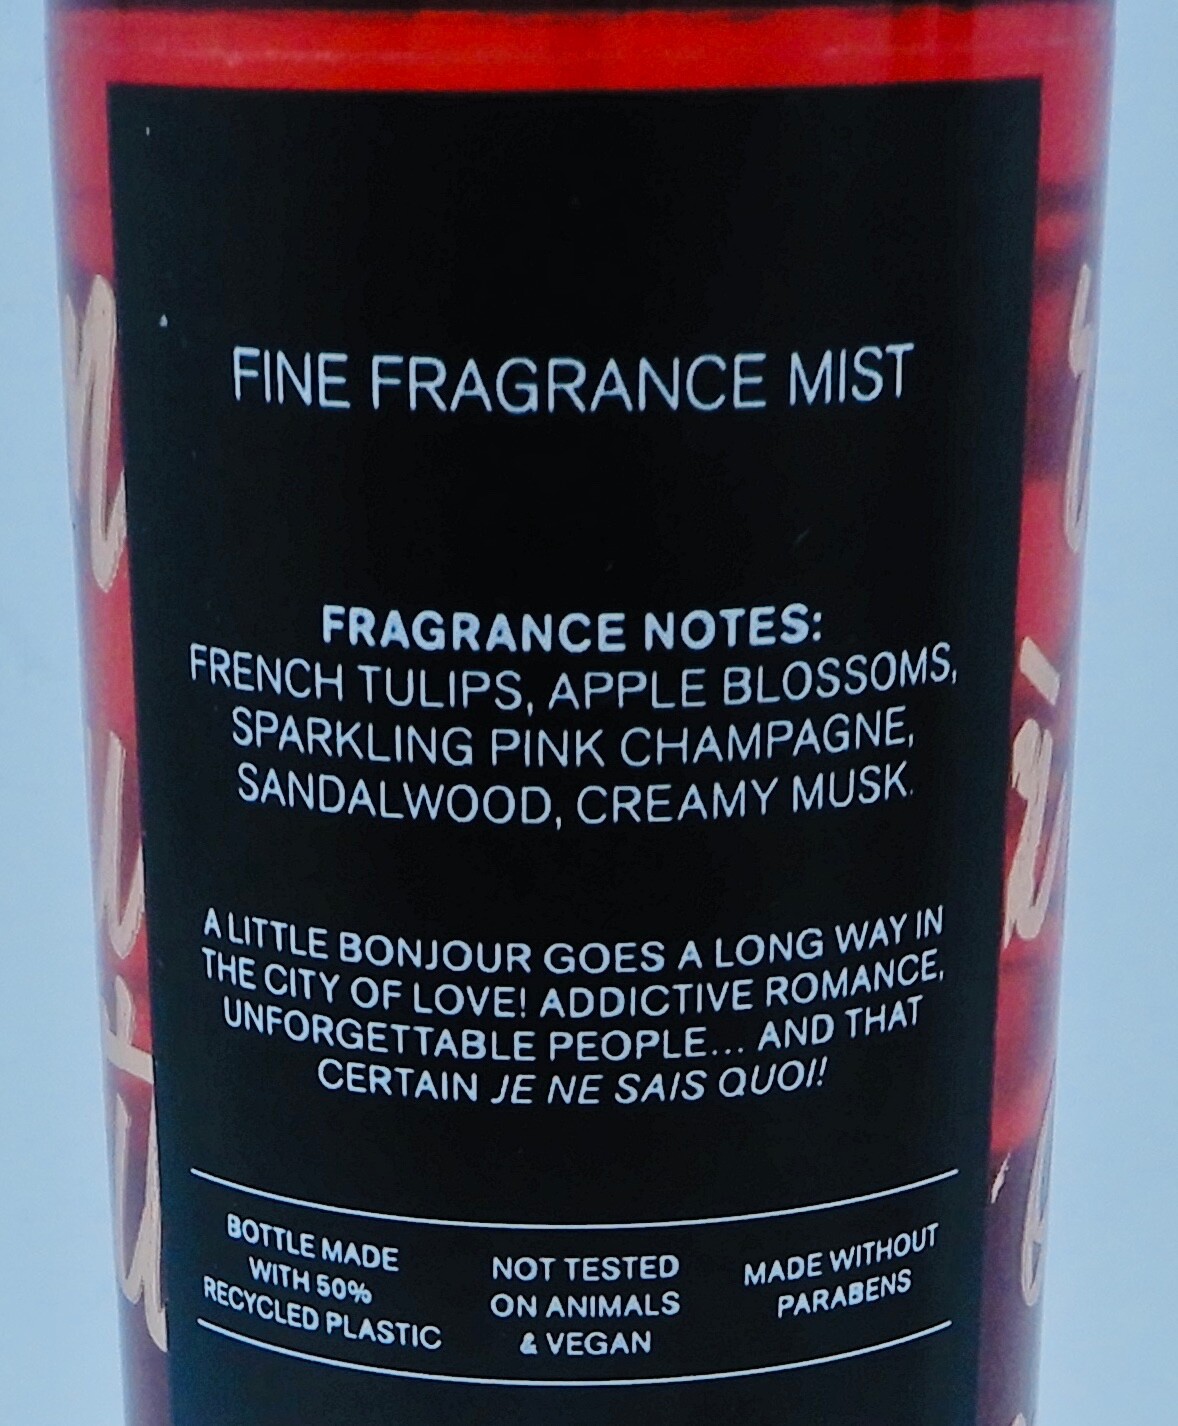 FINE FRAGRANCE MIST
FRAGRANCE NOTES:
FRENCH TULIPS, APPLE BLOSSOMS,
SPARKLING PINK CHAMPAGNE,
SANDALWOOD, CREAMY MUSK.
A LITTLE BONJOUR GOES A LONG WAY IN
THE CITY OF LOVE! ADDICTIVE ROMANCE,
UNFORGETTABLE PEOPLE... AND THAT
CERTAIN JE NE SAIS QUOI!
BOTTLE MADE
WITH 50%
RECYCLED PLASTIC
NOT TESTED
ON ANIMALS
& VEGAN
MADE WITHOUT
PARABENS